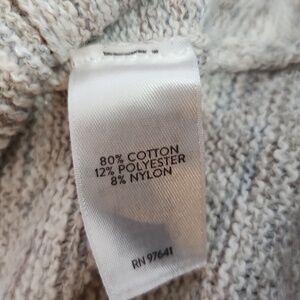 80% COTTON
12% POLYESTER
8% NYLON
RN 97641